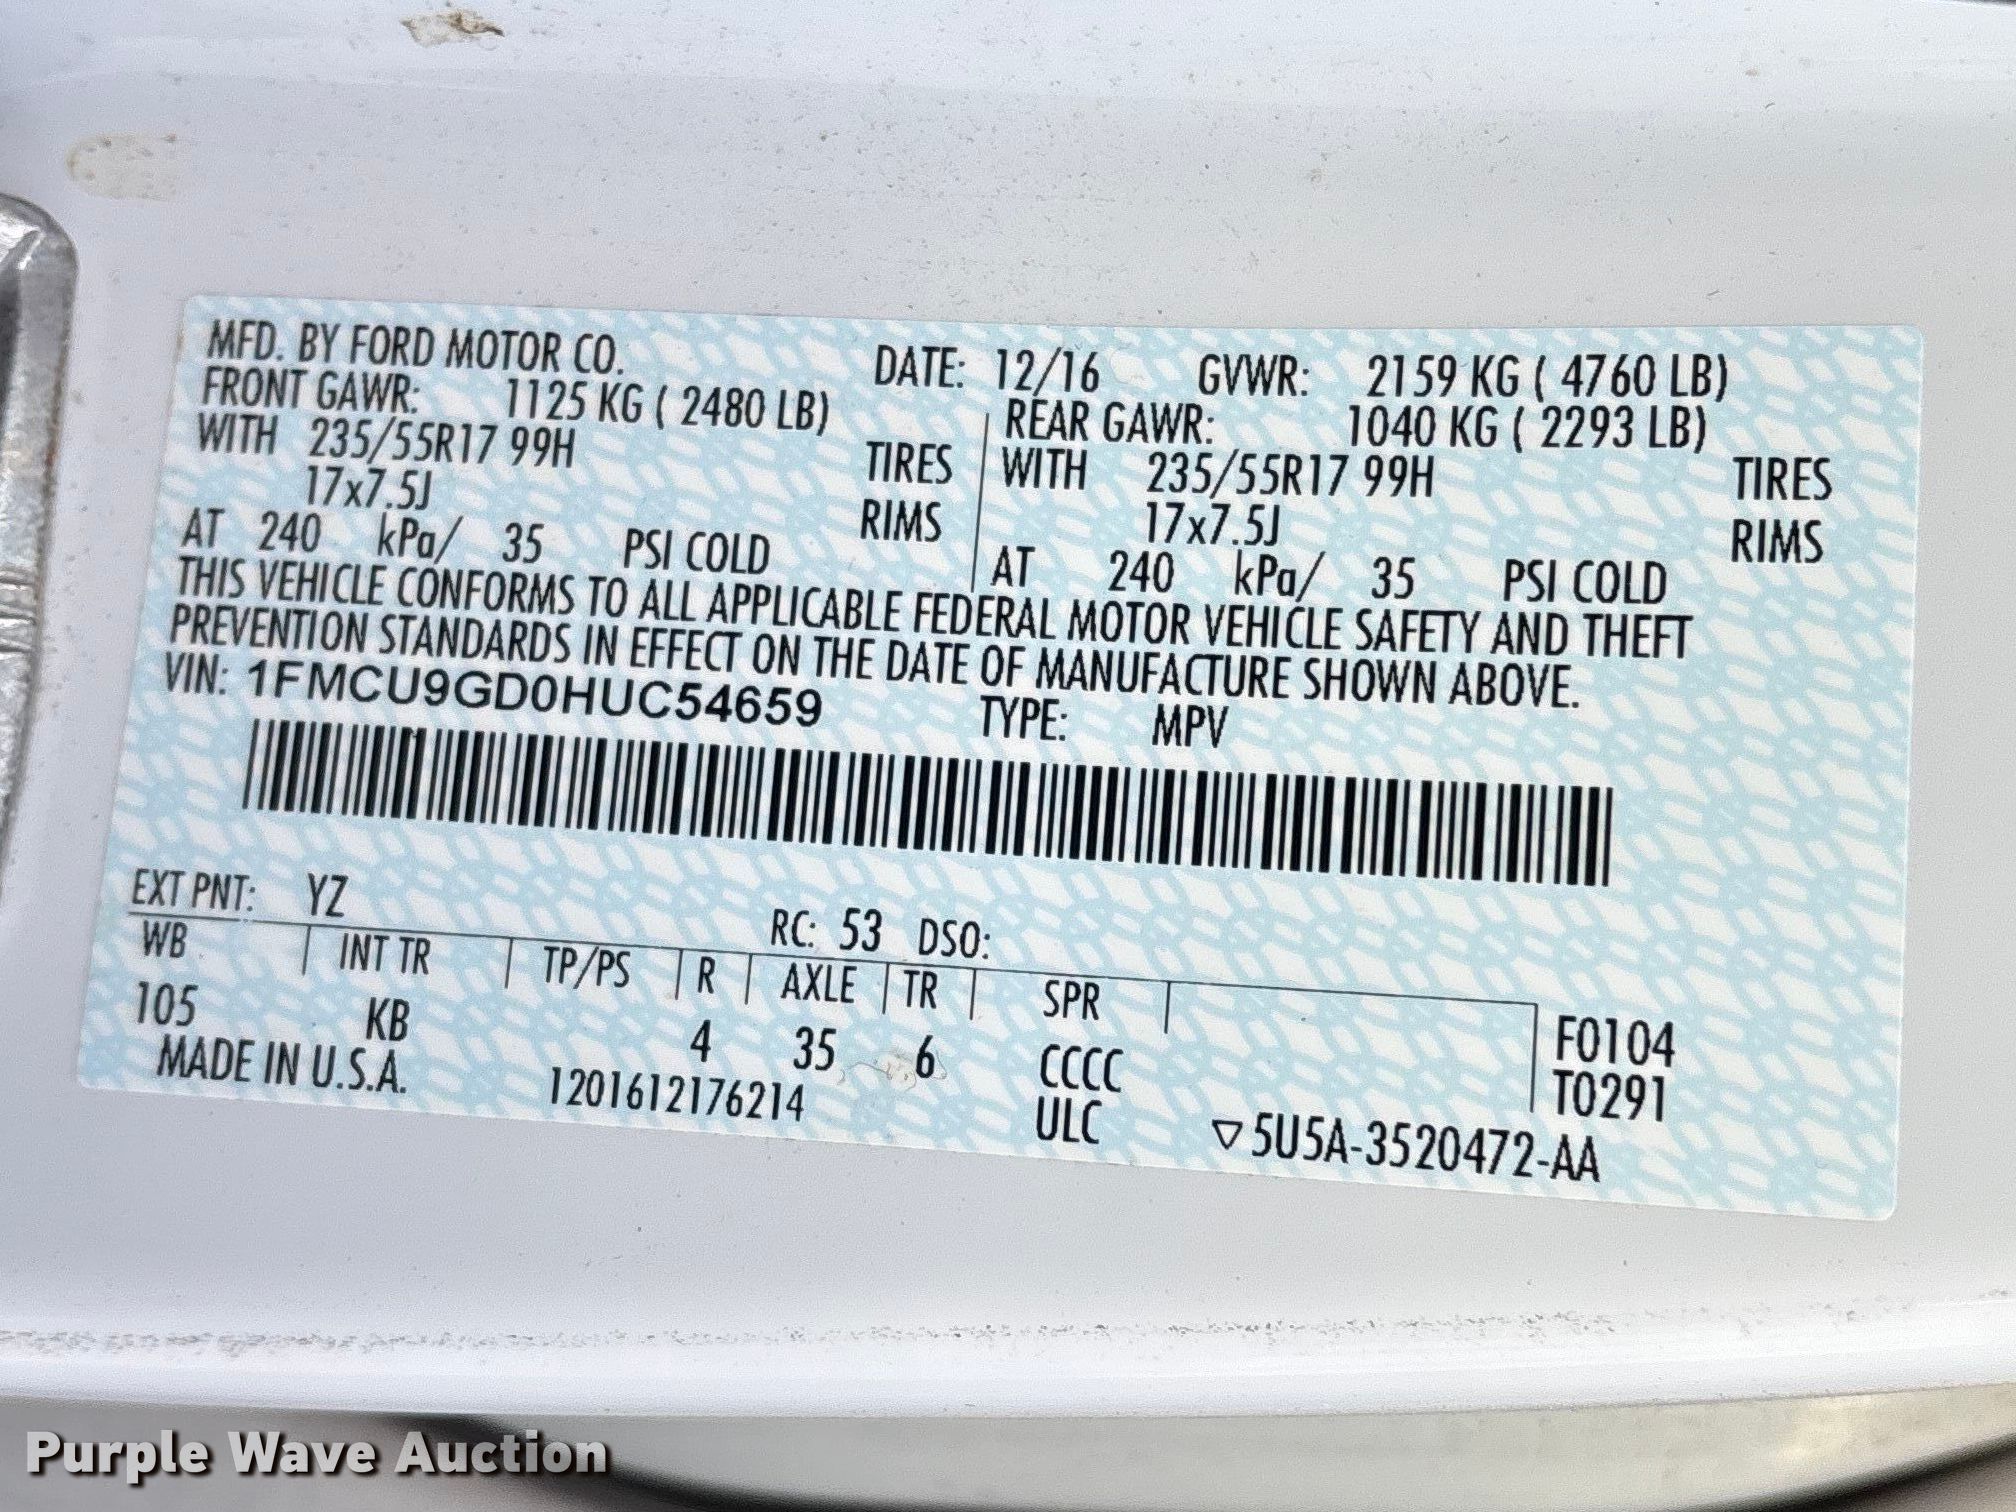 MFD. BY FORD MOTOR CO. DATE: 12/16 GVWR: 2159 KG ( 4760 LB)
FRONT GAWR: 1125 KG ( 2480 LB) REAR GAWR: 1040 KG ( 2293 LB)
WITH 235/55R17 99H TIRES WITH 235/55R17 99H TIRES
17x7.5J RIMS 17x7.5J RIMS
AT 240 kPa/ 35 PSI COLD AT 240 kPa/ 35 PSI COLD
THIS VEHICLE CONFORMS TO ALL APPLICABLE FEDERAL MOTOR VEHICLE SAFETY AND THEFT
PREVENTION STANDARDS IN EFFECT ON THE DATE OF MANUFACTURE SHOWN ABOVE.
VIN: 1FMCU9GD0HUC54659 TYPE: MPV
EXT PNT: YZ RC: 53 DSO:
WB INT TR TP/PS R AXLE TR SPR
105 KB 4 35 6 CCCC F0104
MADE IN U.S.A. 1201612176214 ULC T0291
▽5U5A-3520472-AA
Purple Wave Auction